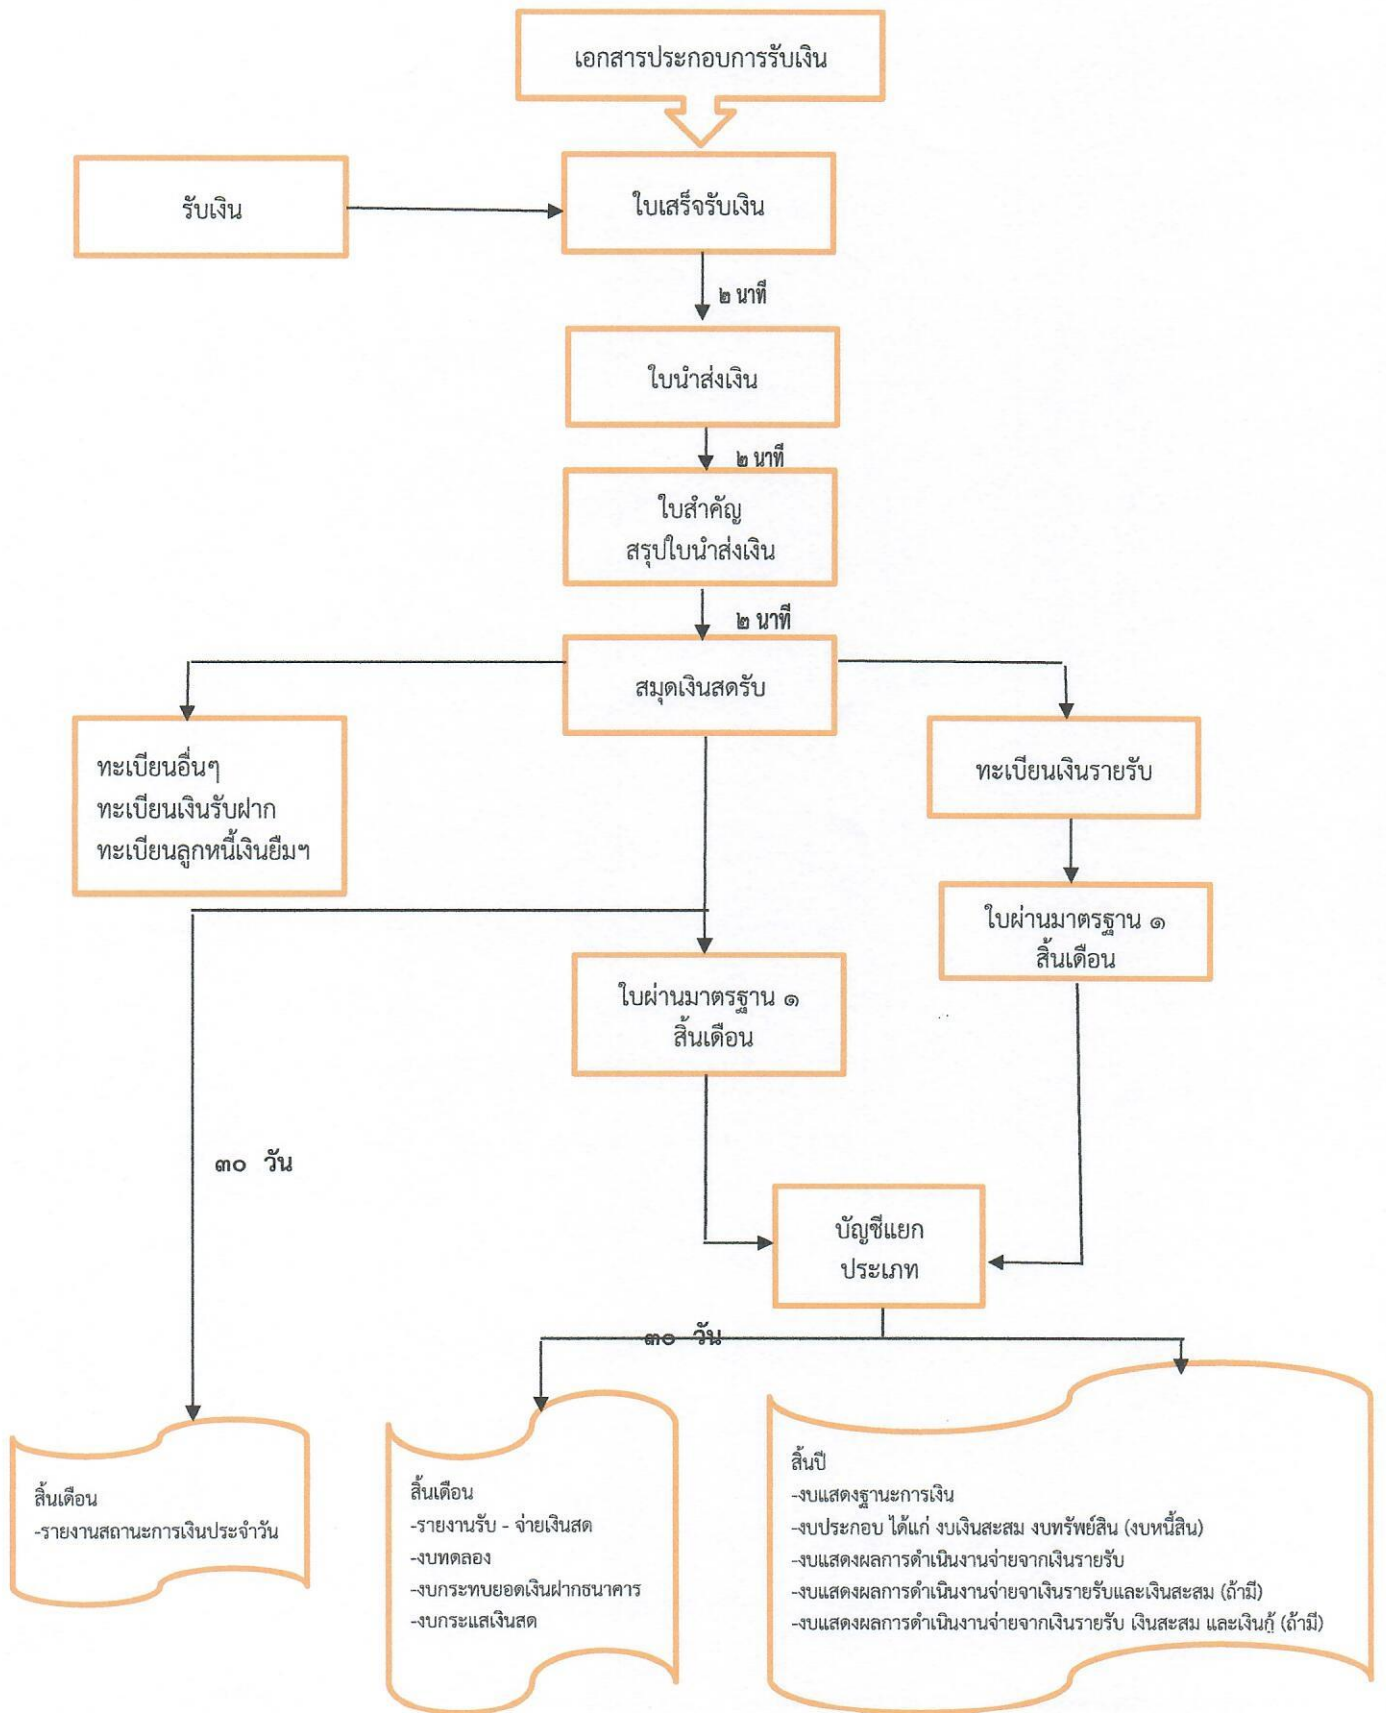 เอกสารประกอบการรับเงิน
รับเงิน
ใบเสร็จรับเงิน
๒ นาที
ใบนำส่งเงิน
๒ นาที
ใบสำคัญ
สรุปใบนำส่งเงิน
๒ นาที
สมุดเงินสดรับ
ทะเบียนอื่นๆ
ทะเบียนเงินรับฝาก
ทะเบียนลูกหนี้เงินยืมฯ
ทะเบียนเงินรายรับ
ใบผ่านมาตรฐาน ๑
สิ้นเดือน
ใบผ่านมาตรฐาน ๑
สิ้นเดือน
๓๐ วัน
บัญชีแยก
ประเภท
๓๐ วัน
สิ้นเดือน
-รายงานสถานะการเงินประจำวัน
สิ้นเดือน
-รายงานรับ - จ่ายเงินสด
-งบทดลอง
-งบกระทบยอดเงินฝากธนาคาร
-งบกระแสเงินสด
สิ้นปี
-งบแสดงฐานะการเงิน
-งบประกอบ ได้แก่ งบเงินสะสม งบทรัพย์สิน (งบหนี้สิน)
-งบแสดงผลการดำเนินงานจ่ายจากเงินรายรับ
-งบแสดงผลการดำเนินงานจ่ายจาเงินรายรับและเงินสะสม (ถ้ามี)
-งบแสดงผลการดำเนินงานจ่ายจากเงินรายรับ เงินสะสม และเงินกู้ (ถ้ามี)